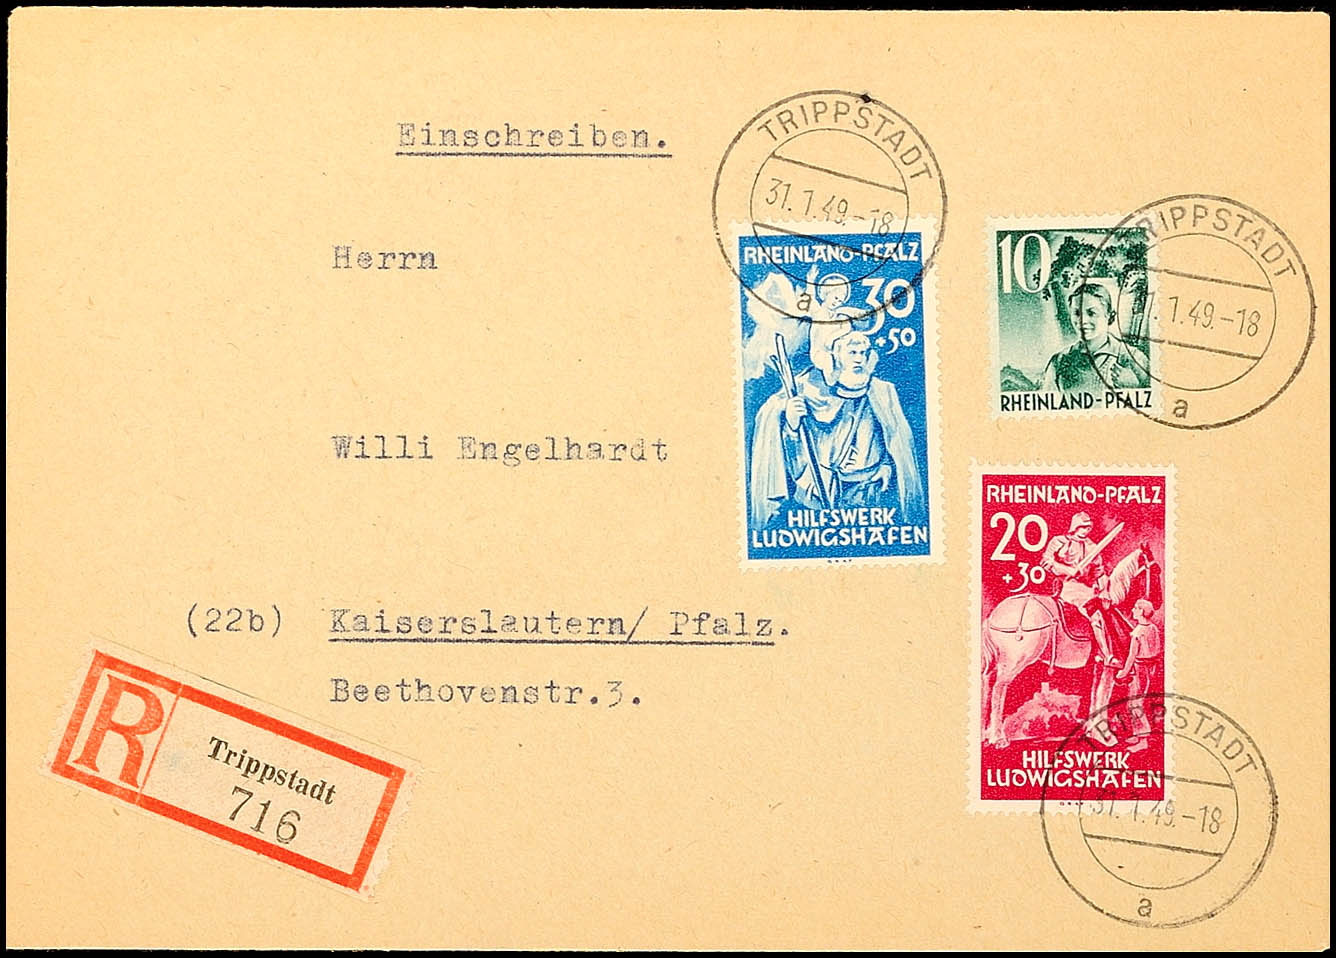 Einschreiben.
Herrn
Willi Engelhardt
(22b) Kaiserslautern/ Pfalz.
Beethovenstr.3.
R
Trippstadt
716
TRIPPSTADT
31.1.49.-18
a
RHEINLAND-PFALZ
30
+50
HILFSWERK
LUDWIGSHAFEN
TRIPPSTADT
1.49.-18
a
10
RHEINLAND-PFALZ
RHEINLAND-PFALZ
20
+30
HILFSWERK
LUDWIGSHAFEN
TRIPPSTADT
31.1.49.-18
a